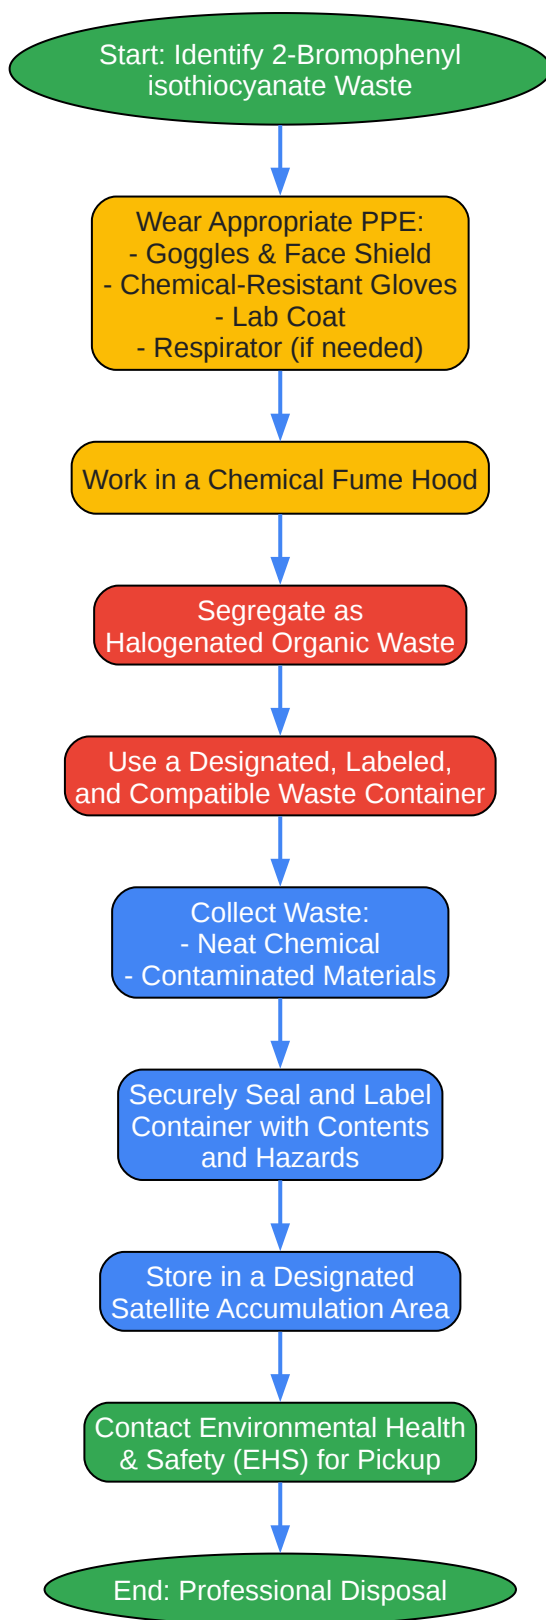 Start: Identify 2-Bromophenyl
isothiocyanate Waste
Wear Appropriate PPE:
- Goggles & Face Shield
- Chemical-Resistant Gloves
- Lab Coat
- Respirator (if needed)
Work in a Chemical Fume Hood
Segregate as
Halogenated Organic Waste
Use a Designated, Labeled,
and Compatible Waste Container
Collect Waste:
- Neat Chemical
- Contaminated Materials
Securely Seal and Label
Container with Contents
and Hazards
Store in a Designated
Satellite Accumulation Area
Contact Environmental Health
& Safety (EHS) for Pickup
End: Professional Disposal